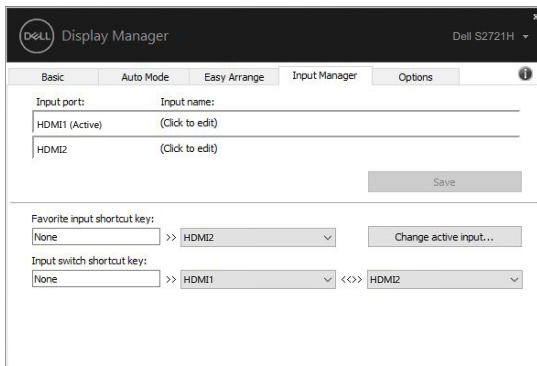 DELL Display Manager
Dell S2721H
Basic Auto Mode Easy Arrange Input Manager Options
Input port: Input name:
HDMI1 (Active) (Click to edit)
HDMI2 (Click to edit)
Save
Favorite input shortcut key:
None >> HDMI2 Change active input...
Input switch shortcut key:
None >> HDMI1 <<>> HDMI2